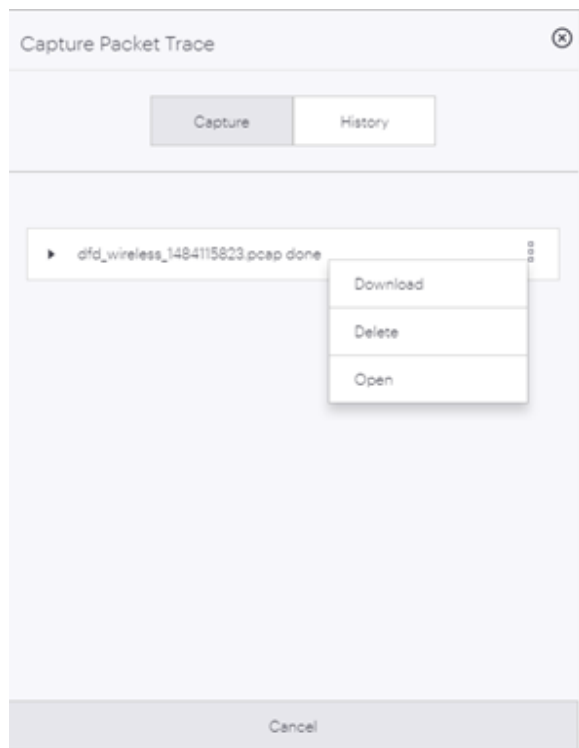 Capture Packet Trace
Capture
History
dfd_wireless_1484115823.pcap done
Download
Delete
Open
Cancel